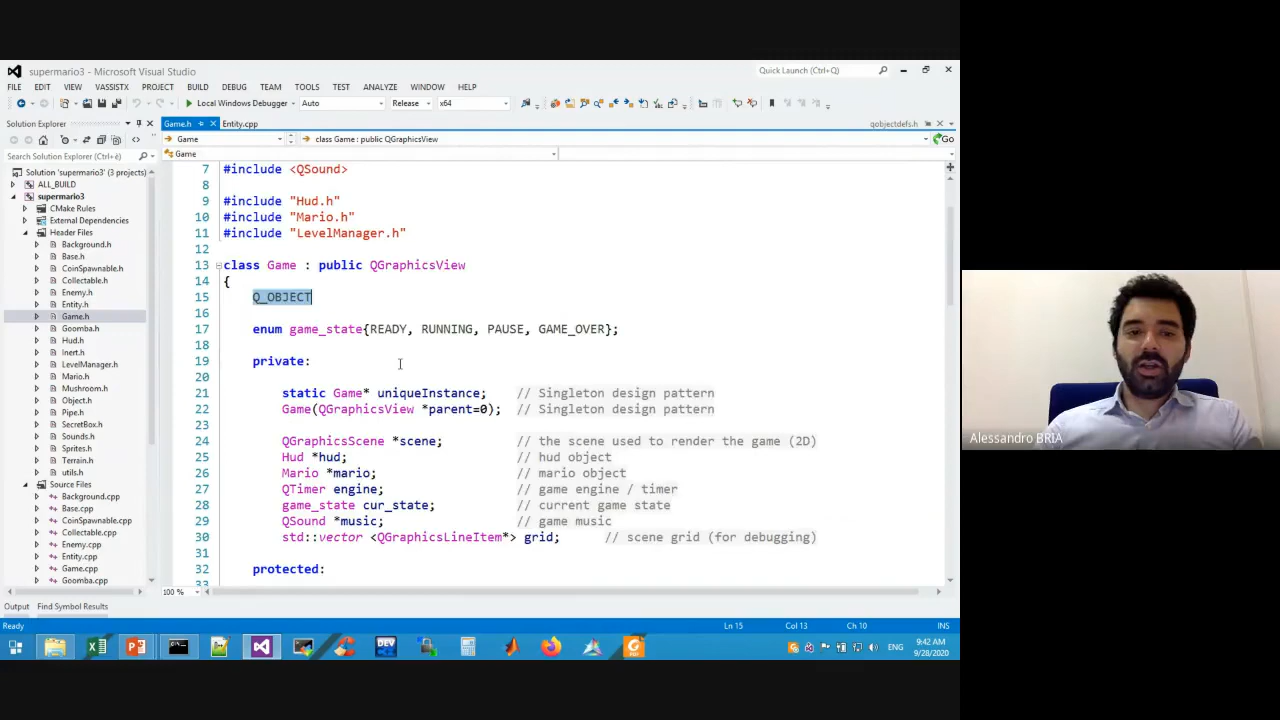 supermario3 - Microsoft Visual Studio
Quick Launch (Ctrl+Q)
FILE EDIT VIEW VASSISTX PROJECT BUILD DEBUG TEAM TOOLS TEST ANALYZE WINDOW HELP
Local Windows Debugger Auto Release x64
Solution Explorer
Game.h Entity.cpp qobjectdefs.h
Game class Game : public QGraphicsView Go
Game
Search Solution Explorer (Ctrl+è)
Solution 'supermario3' (3 projects)
ALL_BUILD
supermario3
CMake Rules
External Dependencies
Header Files
Background.h
Base.h
CoinSpawnable.h
Collectable.h
Enemy.h
Entity.h
Game.h
Goomba.h
Hud.h
Inert.h
LevelManager.h
Mario.h
Mushroom.h
Object.h
Pipe.h
SecretBox.h
Sounds.h
Sprites.h
Terrain.h
utils.h
Source Files
Background.cpp
Base.cpp
CoinSpawnable.cpp
Collectable.cpp
Enemy.cpp
Entity.cpp
Game.cpp
Goomba.cpp
7 #include <QSound>
8
9 #include "Hud.h"
10 #include "Mario.h"
11 #include "LevelManager.h"
12
13 class Game : public QGraphicsView
14 {
15 Q_OBJECT
16
17 enum game_state{READY, RUNNING, PAUSE, GAME_OVER};
18
19 private:
20
21 static Game* uniqueInstance; // Singleton design pattern
22 Game(QGraphicsView *parent=0); // Singleton design pattern
23
24 QGraphicsScene *scene; // the scene used to render the game (2D)
25 Hud *hud; // hud object
26 Mario *mario; // mario object
27 QTimer engine; // game engine / timer
28 game_state cur_state; // current game state
29 QSound *music; // game music
30 std::vector <QGraphicsLineItem*> grid; // scene grid (for debugging)
31
32 protected:
33
100 %
Output Find Symbol Results
Ready Ln 15 Col 13 Ch 10 INS
DEV
PDF
ENG
9:42 AM
9/28/2020
Alessandro BRIA